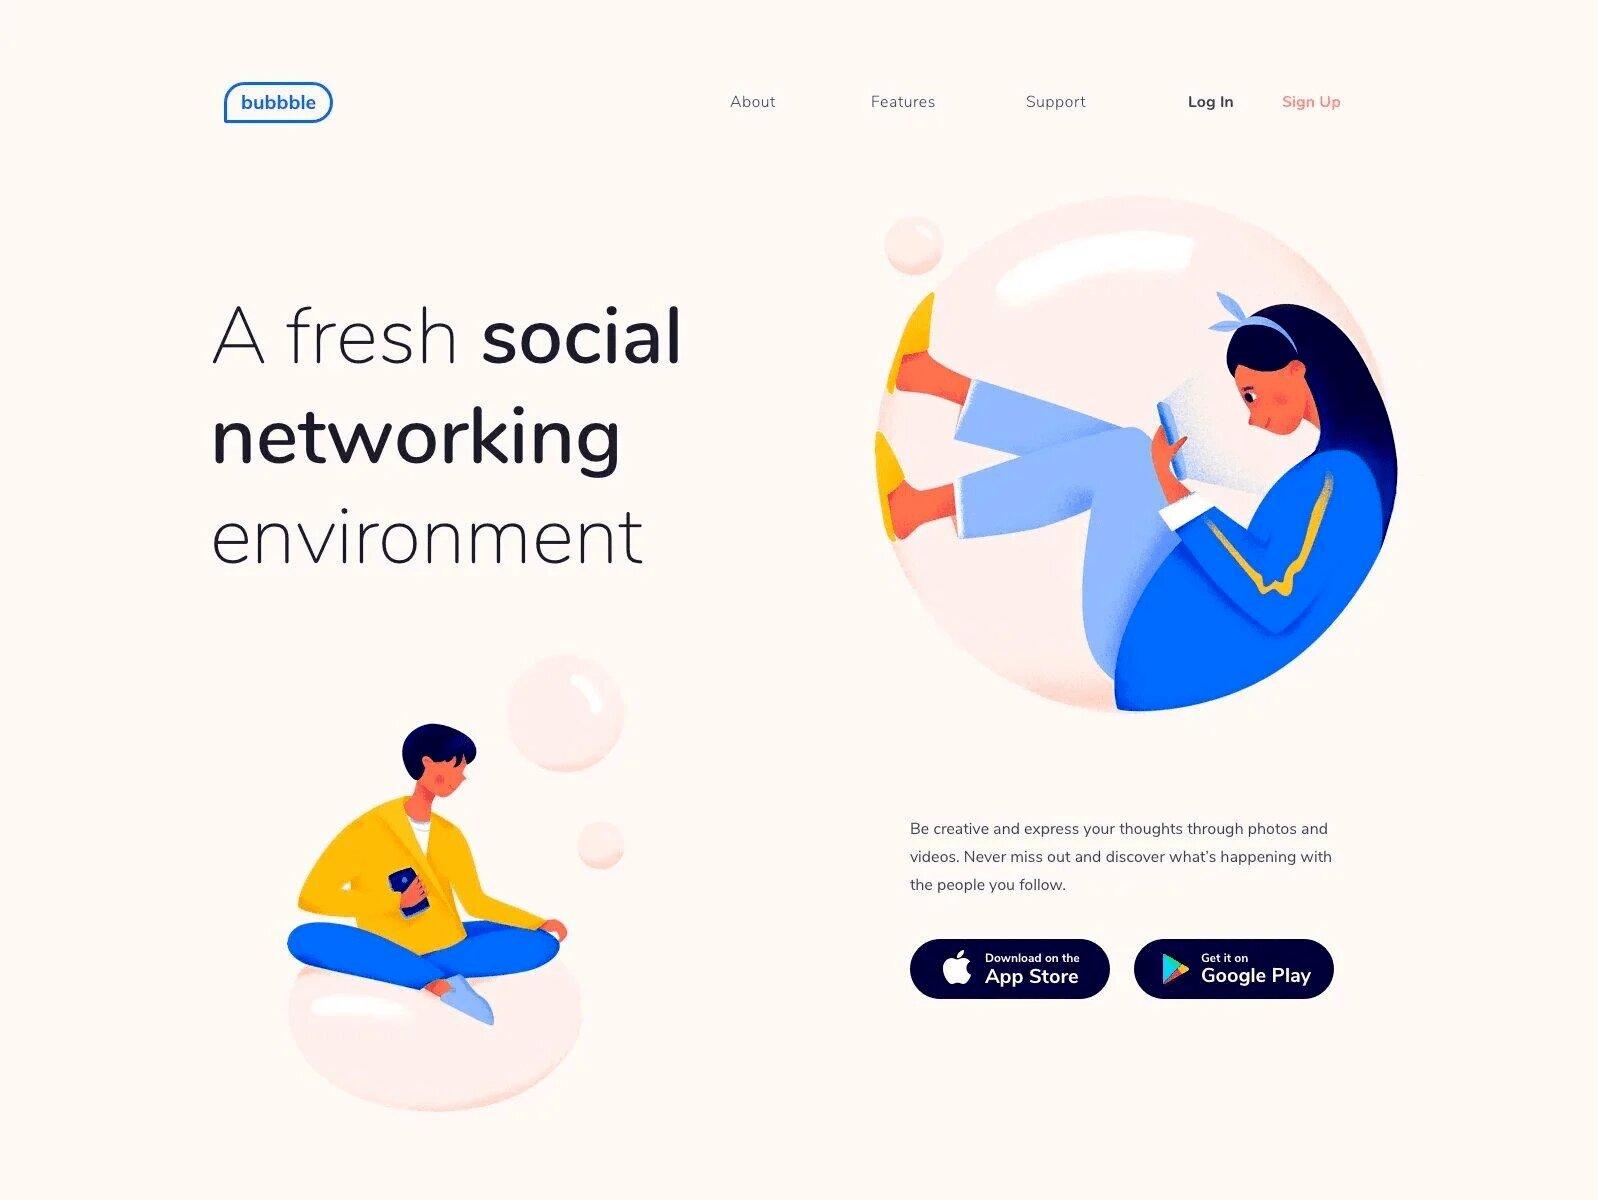 bubbble
About
Features
Support
Log In
Sign Up
A fresh social
networking
environment
Be creative and express your thoughts through photos and
videos. Never miss out and discover what's happening with
the people you follow.
Download on the
App Store
Get it on
Google Play